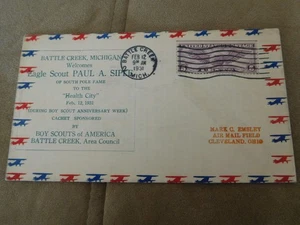 BATTLE CREEK, MICHIGAN
Welcomes
Eagle Scout PAUL A. SIPLE
OF SOUTH POLE FAME
TO THE
"Health City"
Feb. 12, 1931
(DURING BOY SCOUT ANNIVERSARY WEEK)
CACHET SPONSORED
BY
BOY SCOUTS of AMERICA
BATTLE CREEK, Area Council
BATTLE CREEK
FEB 12
AM
1931
MICH.
UNITED STATES POSTAGE
MARK C. EMSLEY
AIR MAIL FIELD
CLEVELAND, OHIO